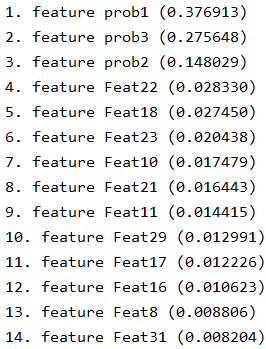 1. feature prob1 (0.376913)
2. feature prob3 (0.275648)
3. feature prob2 (0.148029)
4. feature Feat22 (0.028330)
5. feature Feat18 (0.027450)
6. feature Feat23 (0.020438)
7. feature Feat10 (0.017479)
8. feature Feat21 (0.016443)
9. feature Feat11 (0.014415)
10. feature Feat29 (0.012991)
11. feature Feat17 (0.012226)
12. feature Feat16 (0.010623)
13. feature Feat8 (0.008806)
14. feature Feat31 (0.008204)